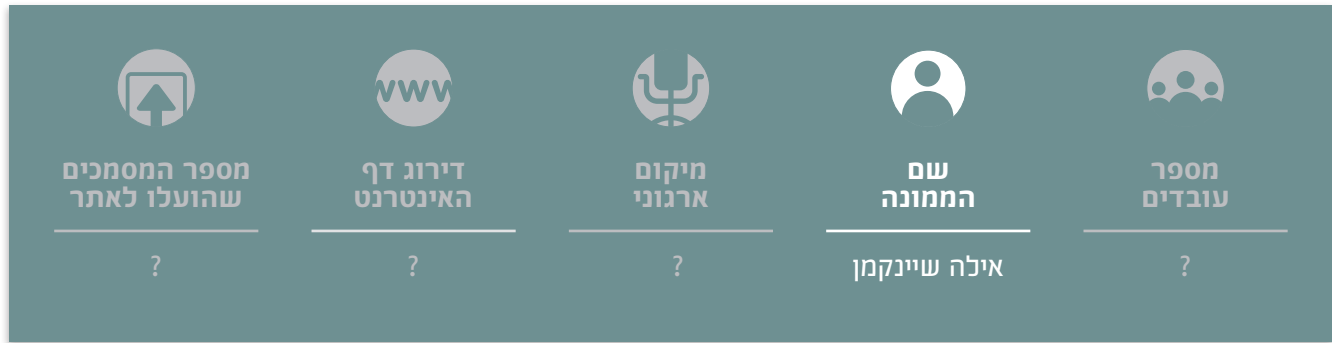 מספר
עובדים
?
שם
הממונה
אילה שיינקמן
מיקום
ארגוני
?
www
דירוג דף
האינטרנט
?
מספר המסמכים
שהועלו לאתר
?